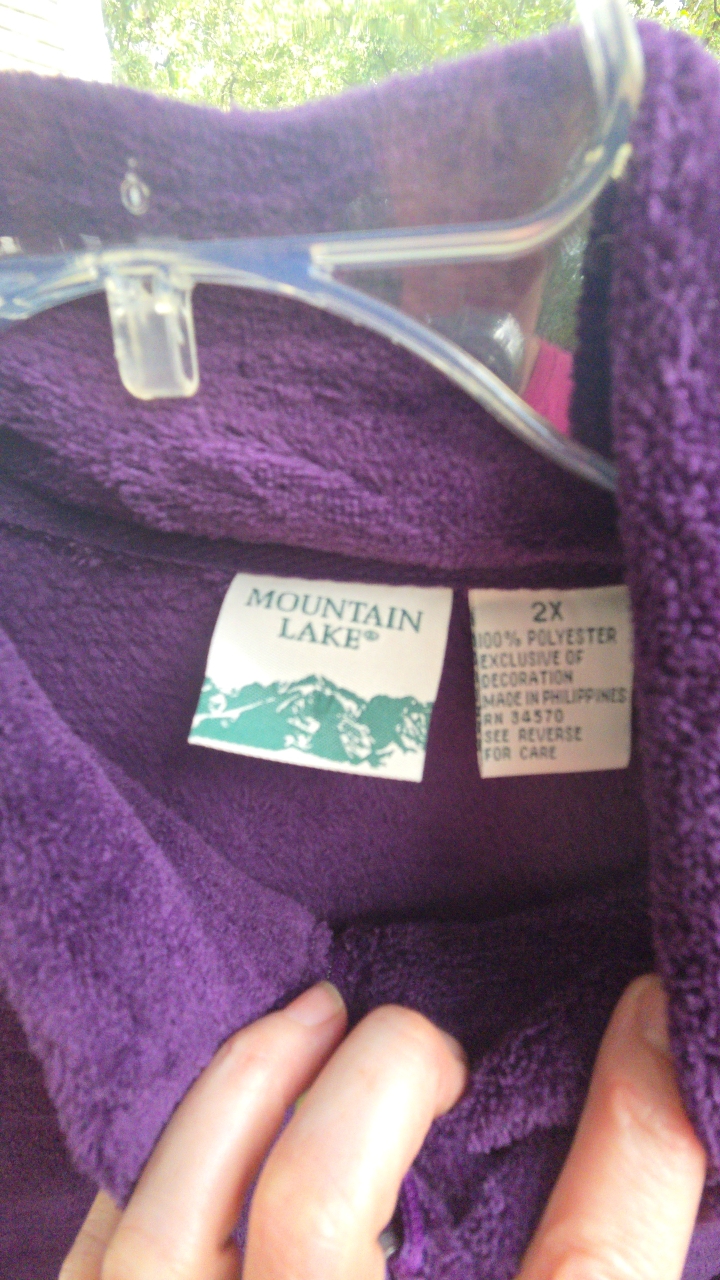 MOUNTAIN
LAKE®
2X
100% POLYESTER
EXCLUSIVE OF
DECORATION
MADE IN PHILIPPINES
RN 34570
SEE REVERSE
FOR CARE